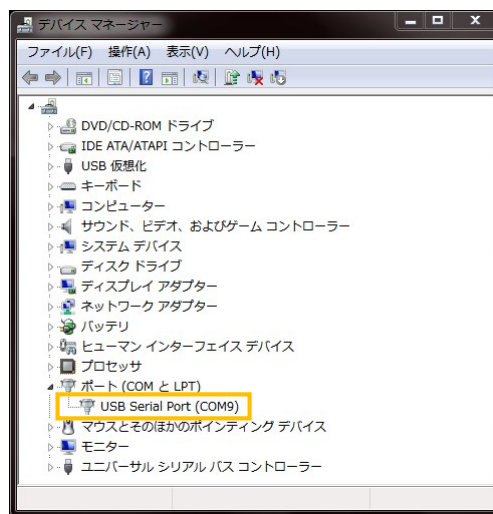 デバイス マネージャー
ファイル(F) 操作(A) 表示(V) ヘルプ(H)
DVD/CD-ROM ドライブ
IDE ATA/ATAPI コントローラー
USB 仮想化
キーボード
コンピューター
サウンド、ビデオ、およびゲーム コントローラー
システム デバイス
ディスク ドライブ
ディスプレイ アダプター
ネットワーク アダプター
バッテリ
ヒューマン インターフェイス デバイス
プロセッサ
ポート (COM と LPT)
USB Serial Port (COM9)
マウスとそのほかのポインティング デバイス
モニター
ユニバーサル シリアル バス コントローラー